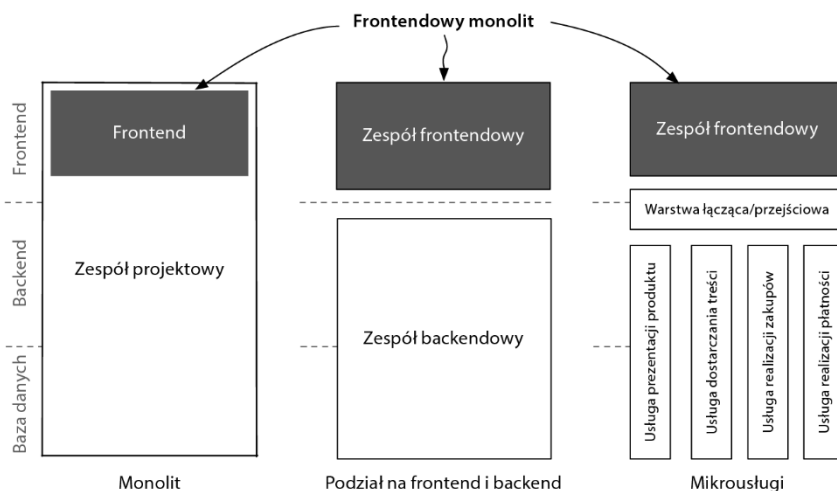 Frontendowy monolit
Frontend
Backend
Baza danych
Frontend
Zespół projektowy
Monolit
Zespół frontendowy
Zespół backendowy
Podział na frontend i backend
Zespół frontendowy
Warstwa łącząca/przejściowa
Usługa prezentacji produktu
Usługa dostarczania treści
Usługa realizacji zakupów
Usługa realizacji płatności
Mikrousługi